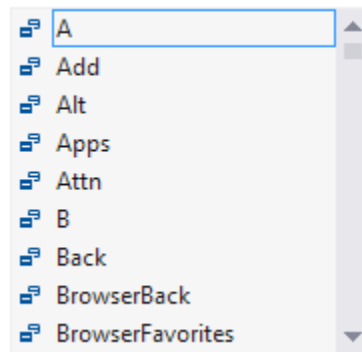 A
Add
Alt
Apps
Attn
B
Back
BrowserBack
BrowserFavorites